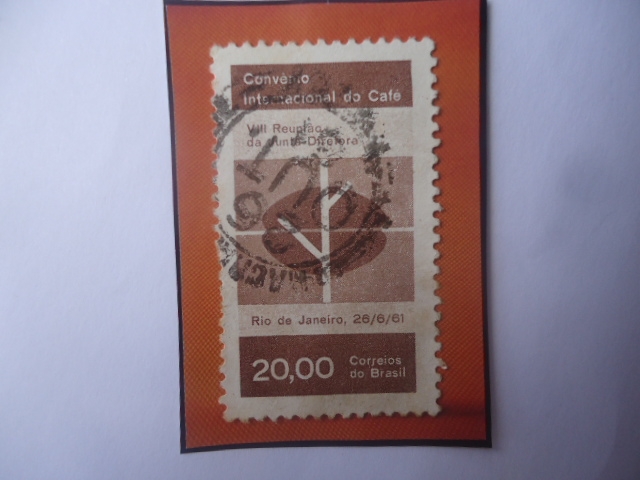 Convênio
Internacional do Café
VIII Reunião
da Junta Diretora
Rio de Janeiro, 26/6/61
20,00
Correios
do Brasil